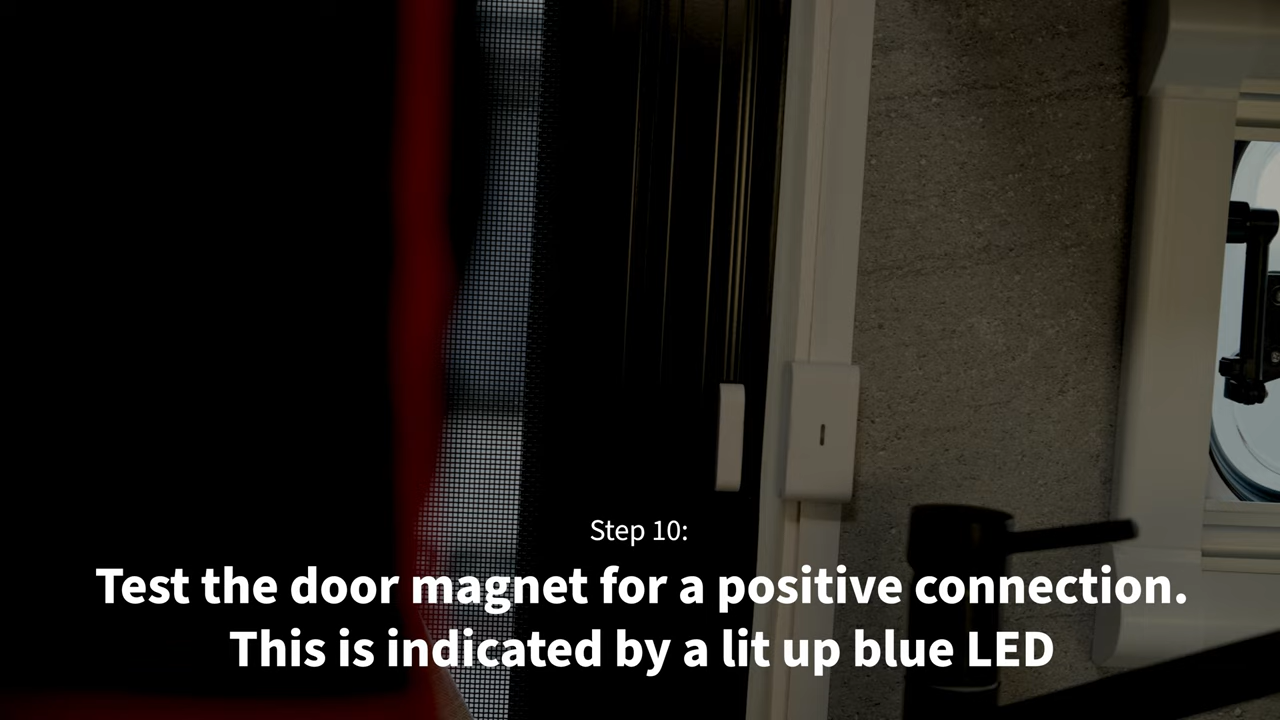 Step 10:
Test the door magnet for a positive connection.
This is indicated by a lit up blue LED